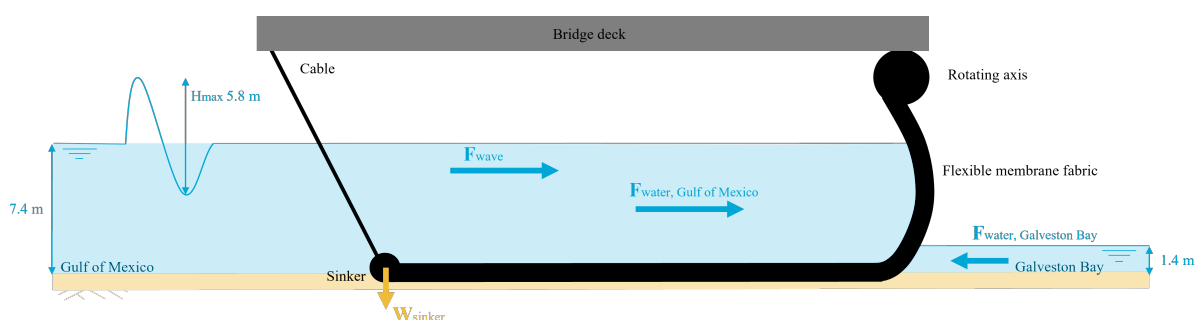 Bridge deck
Cable
Rotating axis
Hmax 5.8 m
Fwave
Flexible membrane fabric
Fwater, Gulf of Mexico
7.4 m
Fwater, Galveston Bay
Gulf of Mexico
Sinker
Galveston Bay
1.4 m
Wsinker